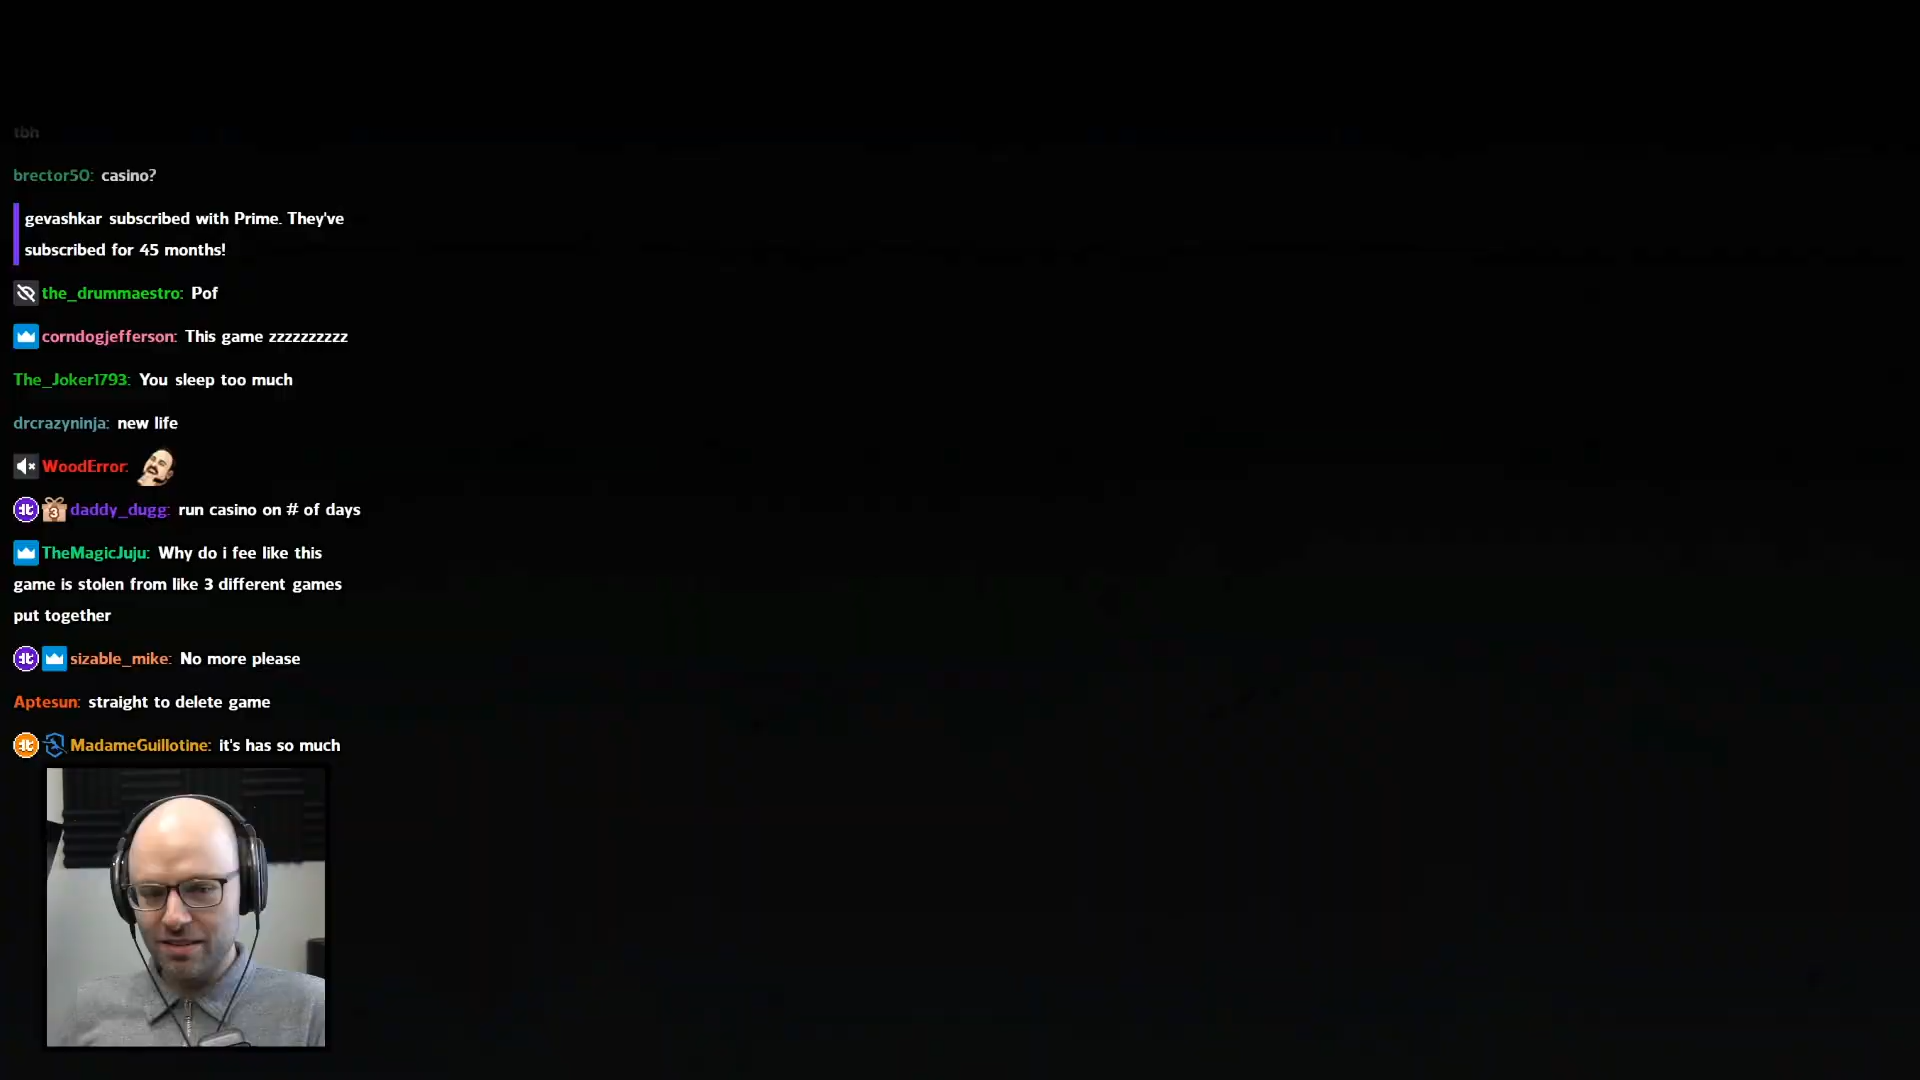 tbh
brector50: casino?
gevashkar subscribed with Prime. They've
subscribed for 45 months!
the_drummaestro: Pof
corndogjefferson: This game zzzzzzzzzz
The_Joker1793: You sleep too much
drcrazyninja: new life
WoodError:
3 daddy_dugg: run casino on # of days
TheMagicJuju: Why do i fee like this
game is stolen from like 3 different games
put together
sizable_mike: No more please
Aptesun: straight to delete game
MadameGuillotine: it's has so much